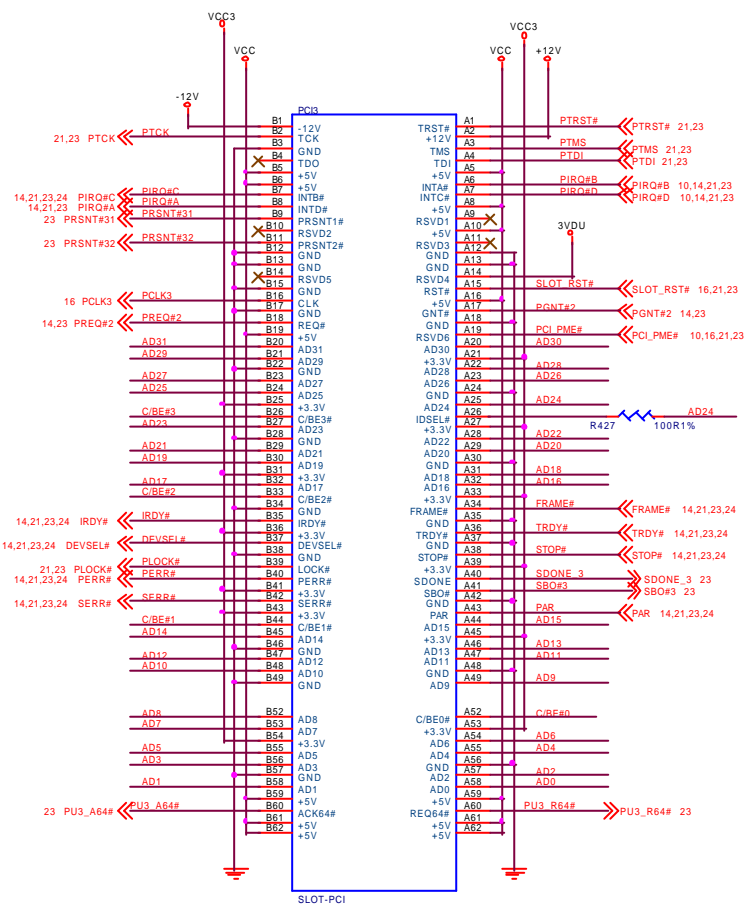 VCC3
VCC
-12V
VCC
VCC3
+12V
PCI3
B1 -12V
21,23 PTCK PTCK B2 TCK
B3 GND
B4 TDO
B5 +5V
B6 +5V
14,21,23,24 PIRQ#C PIRQ#C B7 INTB#
14,21,23 PIRQ#A PIRQ#A B8 INTD#
23 PRSNT#31 PRSNT#31 B9 PRSNT1#
B10 RSVD2
23 PRSNT#32 PRSNT#32 B11 PRSNT2#
B12 GND
B13 GND
B14 RSVD5
B15 GND
16 PCLK3 PCLK3 B16 CLK
B17 GND
14,23 PREQ#2 PREQ#2 B18 REQ#
B19 +5V
AD31 B20 AD31
AD29 B21 AD29
B22 GND
AD27 B23 AD27
AD25 B24 AD25
B25 +3.3V
C/BE#3 B26 C/BE3#
AD23 B27 AD23
B28 GND
AD21 B29 AD21
AD19 B30 AD19
B31 +3.3V
AD17 B32 AD17
C/BE#2 B33 C/BE2#
B34 GND
14,21,23,24 IRDY# IRDY# B35 IRDY#
B36 +3.3V
14,21,23,24 DEVSEL# DEVSEL# B37 DEVSEL#
B38 GND
21,23 PLOCK# PLOCK# B39 LOCK#
14,21,23,24 PERR# PERR# B40 PERR#
B41 +3.3V
14,21,23,24 SERR# SERR# B42 SERR#
B43 +3.3V
C/BE#1 B44 C/BE1#
AD14 B45 AD14
B46 GND
AD12 B47 AD12
AD10 B48 AD10
B49 GND
AD8 B52 AD8
AD7 B53 AD7
B54 +3.3V
AD5 B55 AD5
AD3 B56 AD3
B57 GND
AD1 B58 AD1
B59 +5V
23 PU3_A64# PU3_A64# B60 ACK64#
B61 +5V
B62 +5V
TRST# A1 PTRST# PTRST# 21,23
+12V A2
TMS A3 PTMS PTMS 21,23
TDI A4 PTDI PTDI 21,23
+5V A5
INTA# A6 PIRQ#B PIRQ#B 10,14,21,23
INTC# A7 PIRQ#D PIRQ#D 10,14,21,23
+5V A8
RSVD1 A9
+5V A10
RSVD3 A11
GND A12
3VDU
GND A13
RSVD4 A14
RST# A15 SLOT_RST# SLOT_RST# 16,21,23
+5V A16
GNT# A17 PGNT#2 PGNT#2 14,23
GND A18
RSVD6 A19 PCI_PME# PCI_PME# 10,16,21,23
AD30 A20 AD30
+3.3V A21
AD28 A22 AD28
AD26 A23 AD26
GND A24
AD24 A25 AD24
IDSEL# A26 R427 100R1% AD24
+3.3V A27
AD22 A28 AD22
AD20 A29 AD20
GND A30
AD18 A31 AD18
AD16 A32 AD16
+3.3V A33
FRAME# A34 FRAME# FRAME# 14,21,23,24
GND A35
TRDY# A36 TRDY# TRDY# 14,21,23,24
GND A37
STOP# A38 STOP# STOP# 14,21,23,24
+3.3V A39
SDONE A40 SDONE_3 SDONE_3 23
SBO# A41 SBO#3 SBO#3 23
GND A42
PAR A43 PAR PAR 14,21,23,24
AD15 A44 AD15
+3.3V A45
AD13 A46 AD13
AD11 A47 AD11
GND A48
AD9 A49 AD9
C/BE0# A52 C/BE#0
+3.3V A53
AD6 A54 AD6
AD4 A55 AD4
GND A56
AD2 A57 AD2
AD0 A58 AD0
+5V A59
REQ64# A60 PU3_R64# PU3_R64# 23
+5V A61
+5V A62
SLOT-PCI